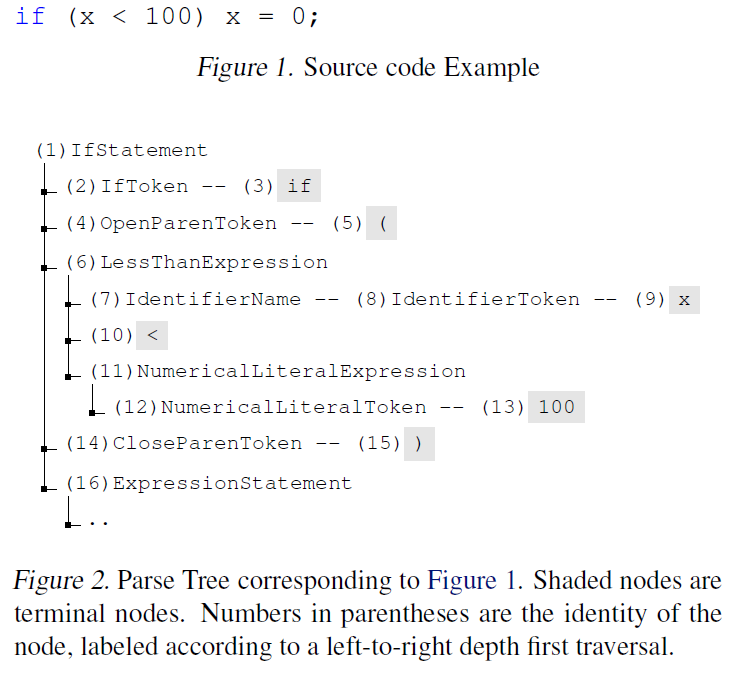 if (x < 100) x = 0;
Figure 1. Source code Example
(1)IfStatement
(2)IfToken -- (3) if
(4)OpenParenToken -- (5) (
(6)LessThanExpression
(7)IdentifierName -- (8)IdentifierToken -- (9) x
(10) <
(11)NumericalLiteralExpression
(12)NumericalLiteralToken -- (13) 100
(14)CloseParenToken -- (15) )
(16)ExpressionStatement
..
Figure 2. Parse Tree corresponding to Figure 1. Shaded nodes are
terminal nodes. Numbers in parentheses are the identity of the
node, labeled according to a left-to-right depth first traversal.